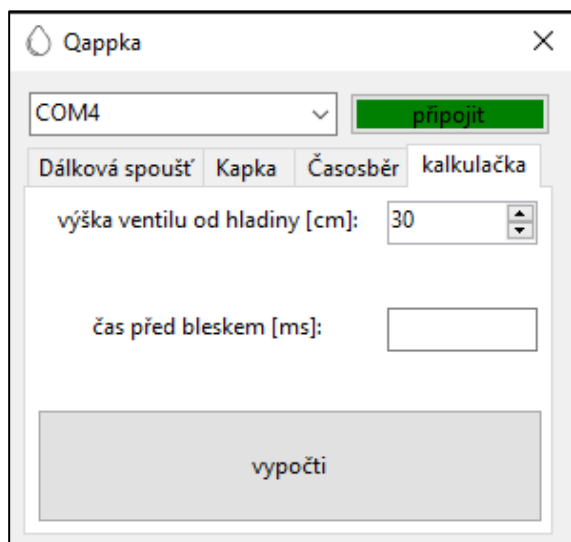 Qappka
COM4
připojit
Dálková spoušť Kapka Časosběr kalkulačka
výška ventilu od hladiny [cm]: 30
čas před bleskem [ms]:
vypočti